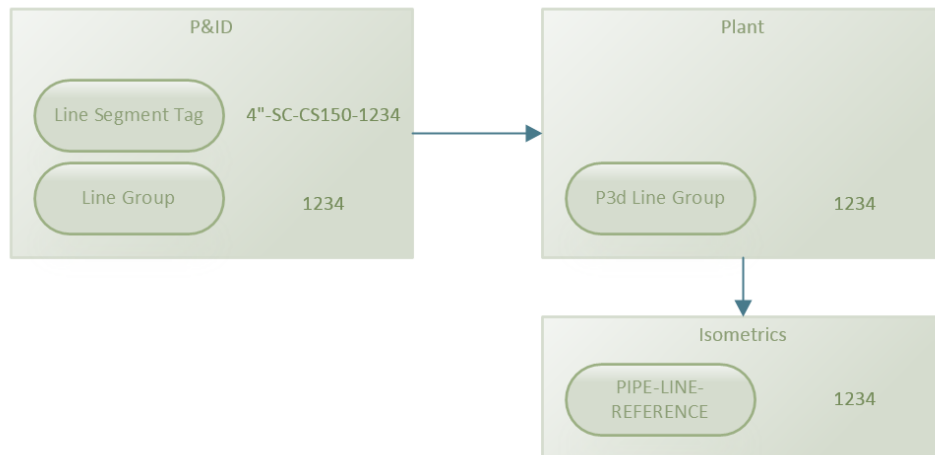 P&ID
Line Segment Tag 4"-SC-CS150-1234
Line Group 1234
Plant
P3d Line Group 1234
Isometrics
PIPE-LINE-
REFERENCE 1234